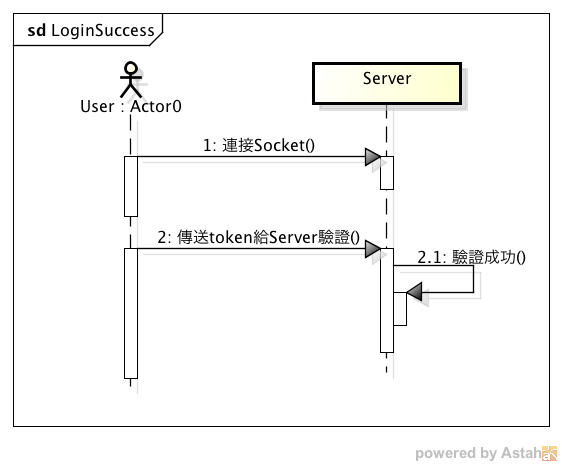 sd LoginSuccess
Server
User : Actor0
1: 連接Socket()
2: 傳送token給Server驗證()
2.1: 驗證成功()
powered by Astah